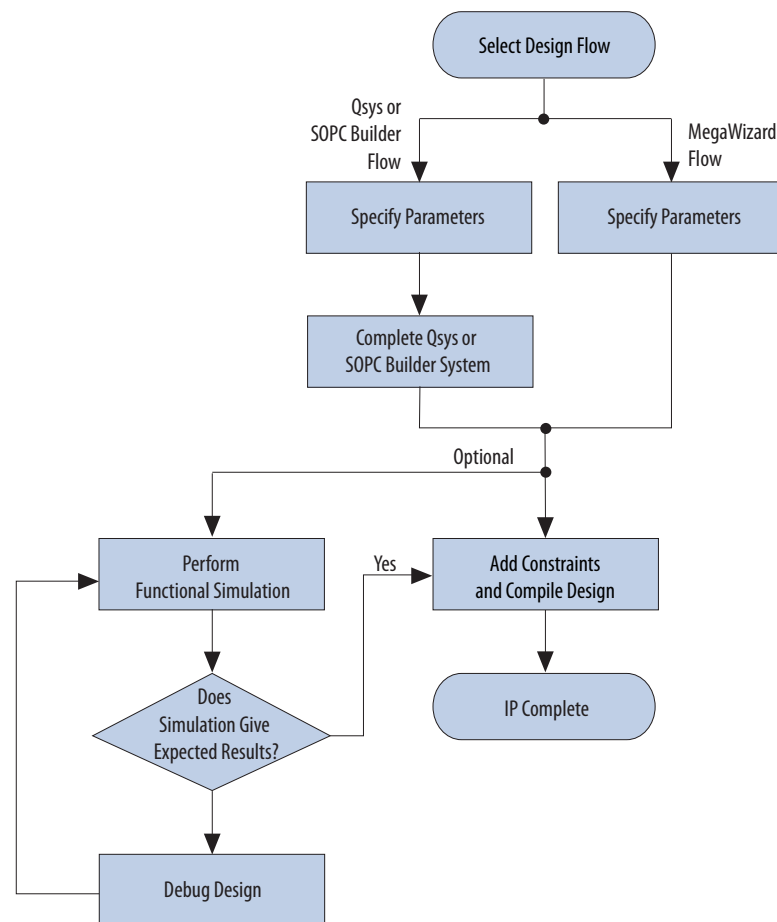 Select Design Flow
Qsys or
SOPC Builder
Flow
MegaWizard
Flow
Specify Parameters
Specify Parameters
Complete Qsys or
SOPC Builder System
Optional
Perform
Functional Simulation
Yes
Add Constraints
and Compile Design
Does
Simulation Give
Expected Results?
IP Complete
Debug Design